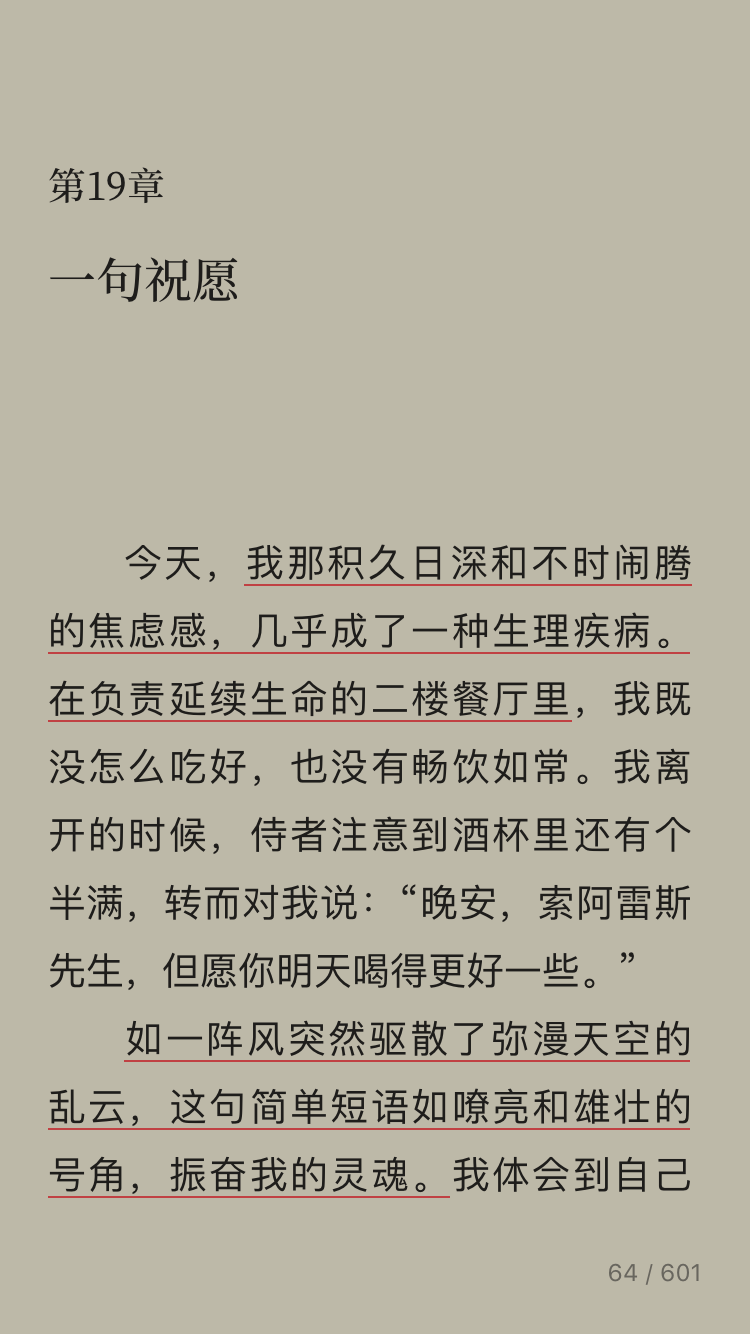 第19章
一句祝愿
今天，我那积久日深和不时闹腾
的焦虑感，几乎成了一种生理疾病。
在负责延续生命的二楼餐厅里，我既
没怎么吃好，也没有畅饮如常。我离
开的时候，侍者注意到酒杯里还有个
半满，转而对我说：“晚安，索阿雷斯
先生，但愿你明天喝得更好一些。”
如一阵风突然驱散了弥漫天空的
乱云，这句简单短语如嘹亮和雄壮的
号角，振奋我的灵魂。我体会到自己
64 / 601